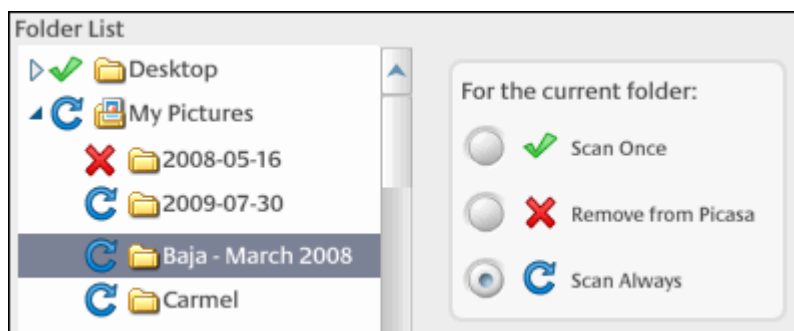 Folder List
Desktop
My Pictures
2008-05-16
2009-07-30
Baja - March 2008
Carmel
For the current folder:
Scan Once
Remove from Picasa
Scan Always